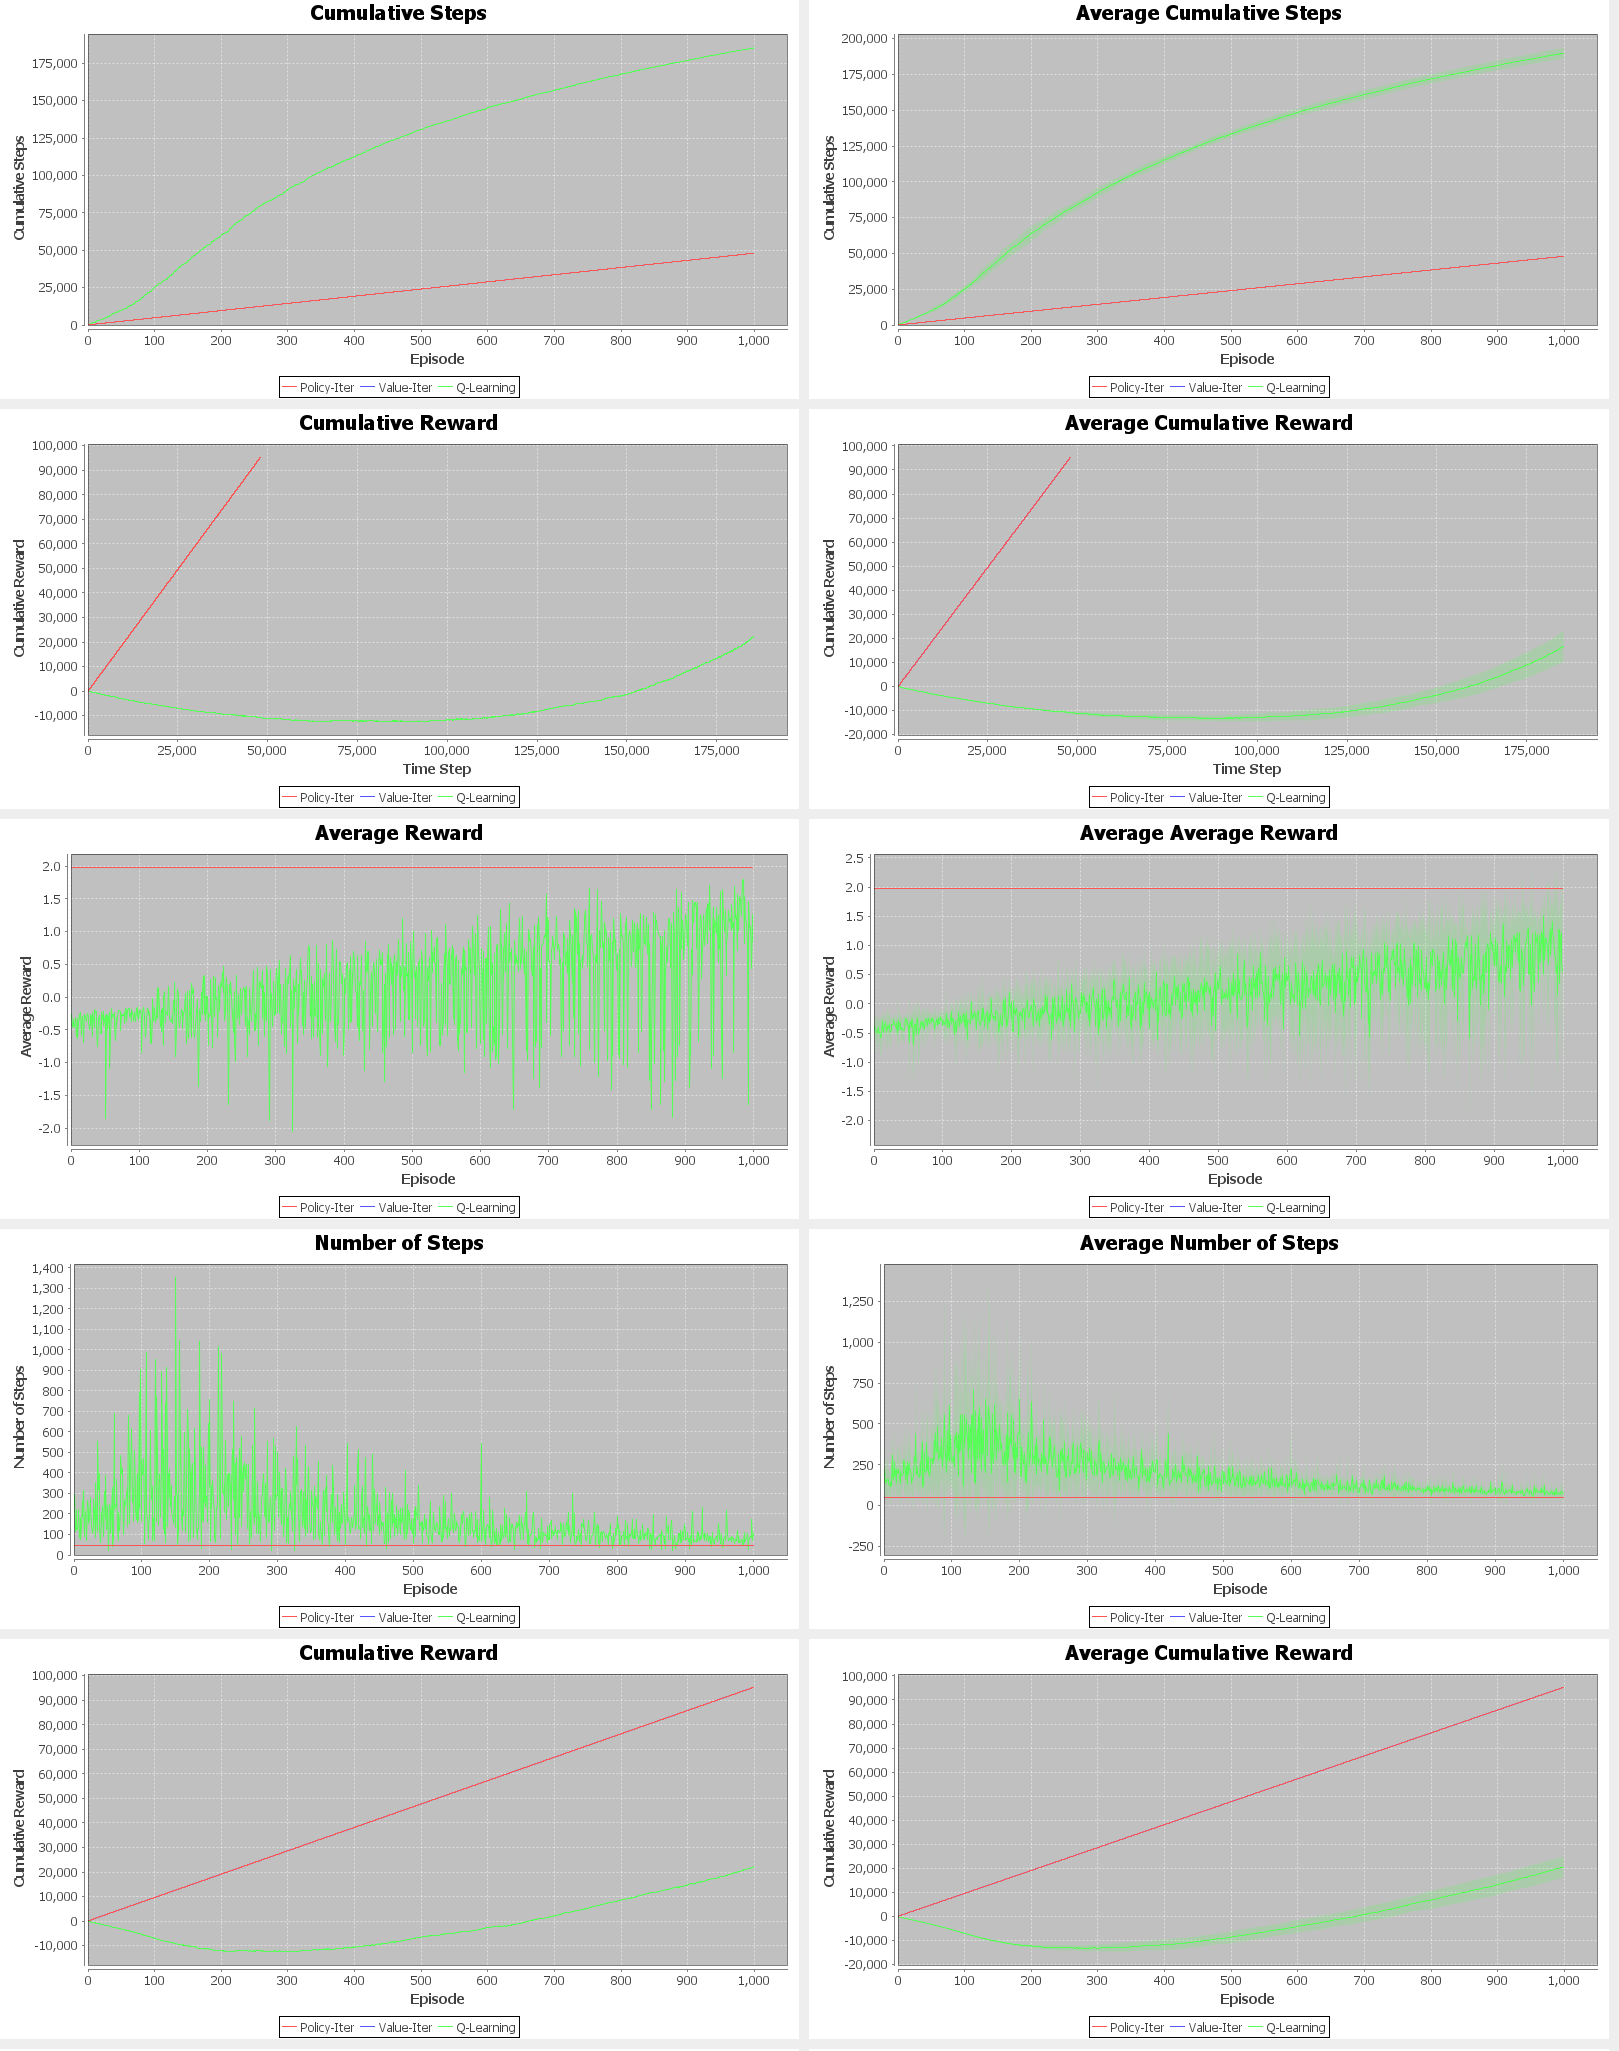 Cumulative Steps
Cumulative Steps
175,000
150,000
125,000
100,000
75,000
50,000
25,000
0
0 100 200 300 400 500 600 700 800 900 1,000
Episode
Policy-Iter Value-Iter Q-Learning
Average Cumulative Steps
Cumulative Steps
200,000
175,000
150,000
125,000
100,000
75,000
50,000
25,000
0
0 100 200 300 400 500 600 700 800 900 1,000
Episode
Policy-Iter Value-Iter Q-Learning
Cumulative Reward
Cumulative Reward
100,000
90,000
80,000
70,000
60,000
50,000
40,000
30,000
20,000
10,000
0
-10,000
0 25,000 50,000 75,000 100,000 125,000 150,000 175,000
Time Step
Policy-Iter Value-Iter Q-Learning
Average Cumulative Reward
Cumulative Reward
100,000
90,000
80,000
70,000
60,000
50,000
40,000
30,000
20,000
10,000
0
-10,000
-20,000
0 25,000 50,000 75,000 100,000 125,000 150,000 175,000
Time Step
Policy-Iter Value-Iter Q-Learning
Average Reward
Average Reward
2.0
1.5
1.0
0.5
0.0
-0.5
-1.0
-1.5
-2.0
0 100 200 300 400 500 600 700 800 900 1,000
Episode
Policy-Iter Value-Iter Q-Learning
Average Average Reward
Average Reward
2.5
2.0
1.5
1.0
0.5
0.0
-0.5
-1.0
-1.5
-2.0
0 100 200 300 400 500 600 700 800 900 1,000
Episode
Policy-Iter Value-Iter Q-Learning
Number of Steps
Number of Steps
1,400
1,300
1,200
1,100
1,000
900
800
700
600
500
400
300
200
100
0
0 100 200 300 400 500 600 700 800 900 1,000
Episode
Policy-Iter Value-Iter Q-Learning
Average Number of Steps
Number of Steps
1,250
1,000
750
500
250
0
-250
0 100 200 300 400 500 600 700 800 900 1,000
Episode
Policy-Iter Value-Iter Q-Learning
Cumulative Reward
Cumulative Reward
100,000
90,000
80,000
70,000
60,000
50,000
40,000
30,000
20,000
10,000
0
-10,000
0 100 200 300 400 500 600 700 800 900 1,000
Episode
Policy-Iter Value-Iter Q-Learning
Average Cumulative Reward
Cumulative Reward
100,000
90,000
80,000
70,000
60,000
50,000
40,000
30,000
20,000
10,000
0
-10,000
-20,000
0 100 200 300 400 500 600 700 800 900 1,000
Episode
Policy-Iter Value-Iter Q-Learning